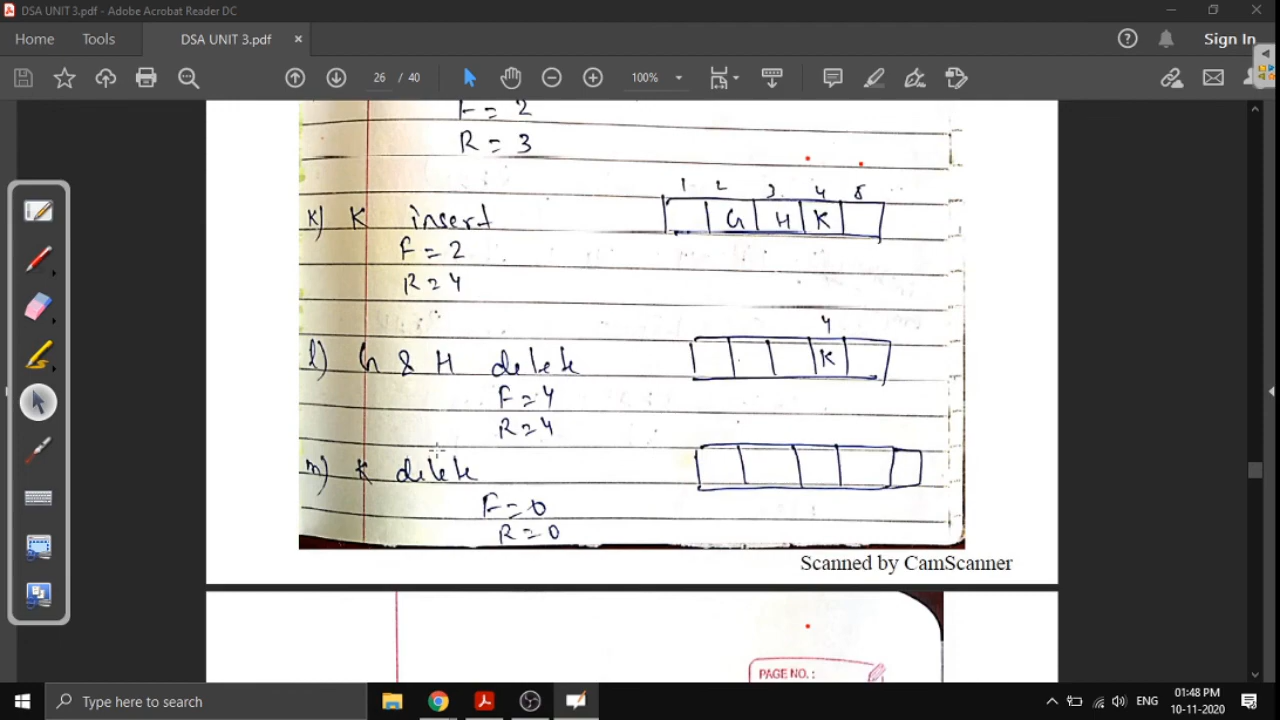 DSA UNIT 3.pdf - Adobe Acrobat Reader DC
Home Tools DSA UNIT 3.pdf × Sign In
26 / 40 100%
F = 2
R = 3
1 2 3 4 5
K) K insert G H K
F = 2
R = 4
4
l) G & H delete K
F = 4
R = 4
m) K delete
F = 0
R = 0
Scanned by CamScanner
PAGE NO.:
Type here to search
ENG
01:48 PM
10-11-2020